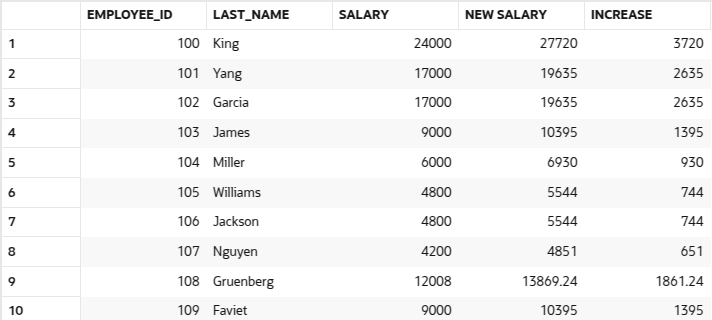 EMPLOYEE_ID LAST_NAME SALARY NEW SALARY INCREASE
1 100 King 24000 27720 3720
2 101 Yang 17000 19635 2635
3 102 Garcia 17000 19635 2635
4 103 James 9000 10395 1395
5 104 Miller 6000 6930 930
6 105 Williams 4800 5544 744
7 106 Jackson 4800 5544 744
8 107 Nguyen 4200 4851 651
9 108 Gruenberg 12008 13869.24 1861.24
10 109 Faviet 9000 10395 1395